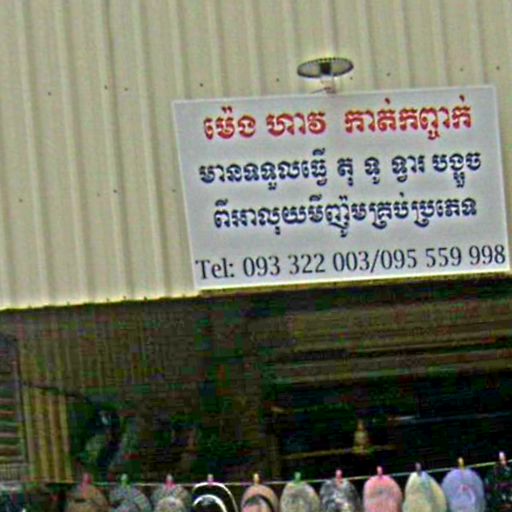 ម៉េង ហាវ កាត់កញ្ចក់
មានទទួលធ្វើ តុ ទូ ទ្វារ បង្អួច
ពីអាលុយមីញ៉ូមគ្រប់ប្រភេទ
Tel: 093 322 003/095 559 998